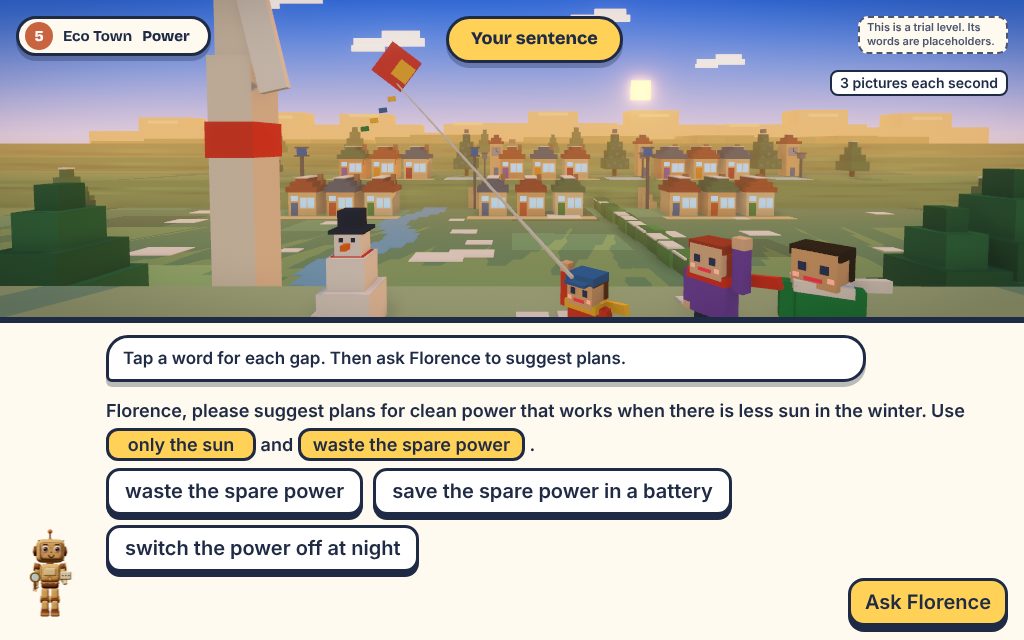 5 Eco Town Power
Your sentence
This is a trial level. Its
words are placeholders.
3 pictures each second
Tap a word for each gap. Then ask Florence to suggest plans.
Florence, please suggest plans for clean power that works when there is less sun in the winter. Use
only the sun and waste the spare power .
waste the spare power save the spare power in a battery
switch the power off at night
Ask Florence